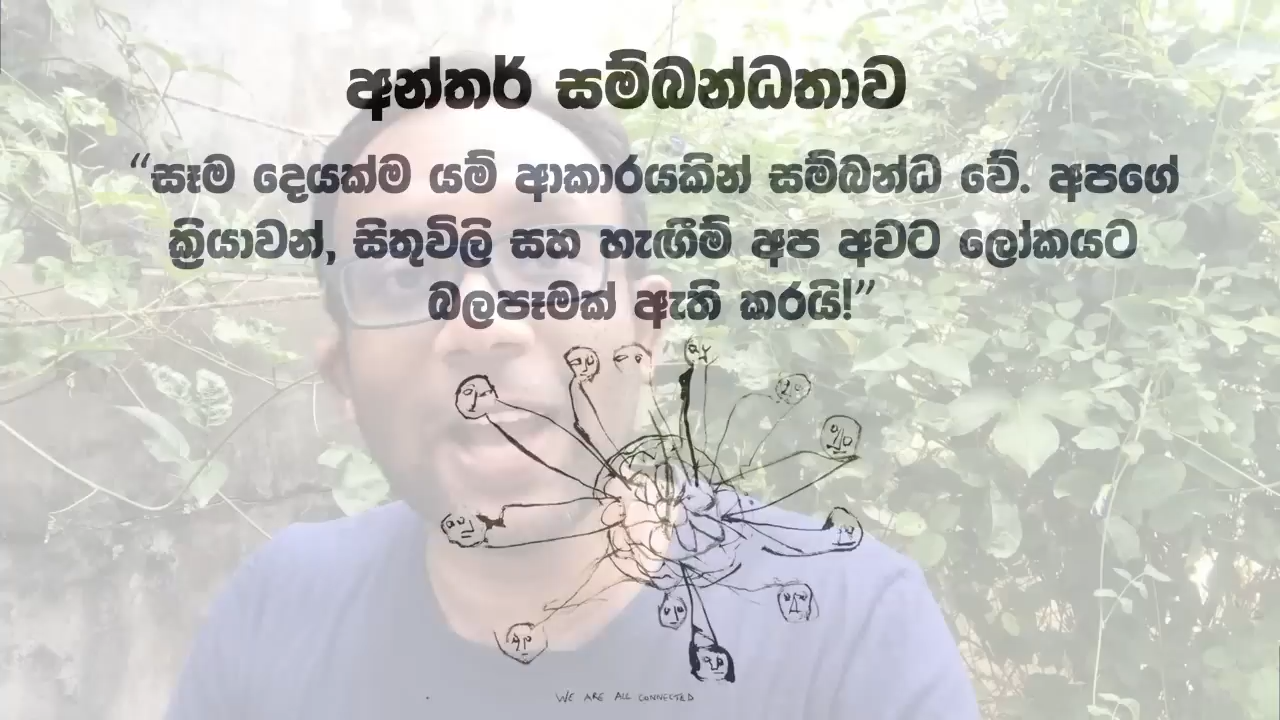 අන්තර් සම්බන්ධතාව
“සෑම දෙයක්ම යම් ආකාරයකින් සම්බන්ධ වේ. අපගේ
ක්‍රියාවන්, සිතුවිලි සහ හැඟීම් අප අවට ලෝකයට
බලපෑමක් ඇති කරයි!”
WE ARE ALL CONNECTED